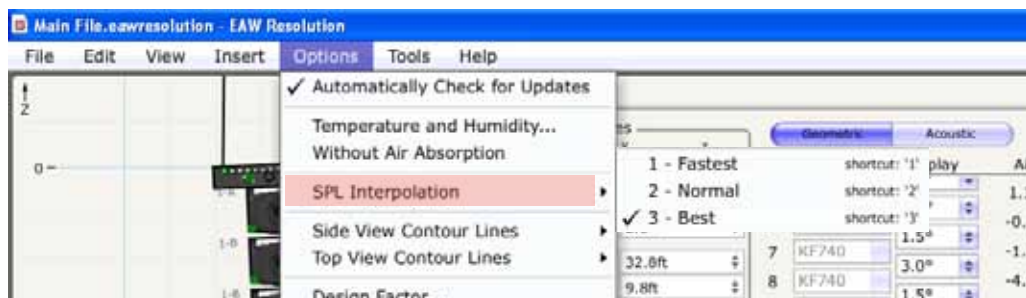 Main File.eawresolution - EAW Resolution
File Edit View Insert Options Tools Help
✓ Automatically Check for Updates
Z
Temperature and Humidity...
Geometric Acoustic
Without Air Absorption
0
1 - Fastest shortcut: '1' play
SPL Interpolation
2 - Normal shortcut: '2'
✓ 3 - Best shortcut: '3'
Side View Contour Lines
1-B
1.5°
Top View Contour Lines
32.8ft
7 KF740
3.0°
Design Factor
9.8ft
8 KF740
1.5°